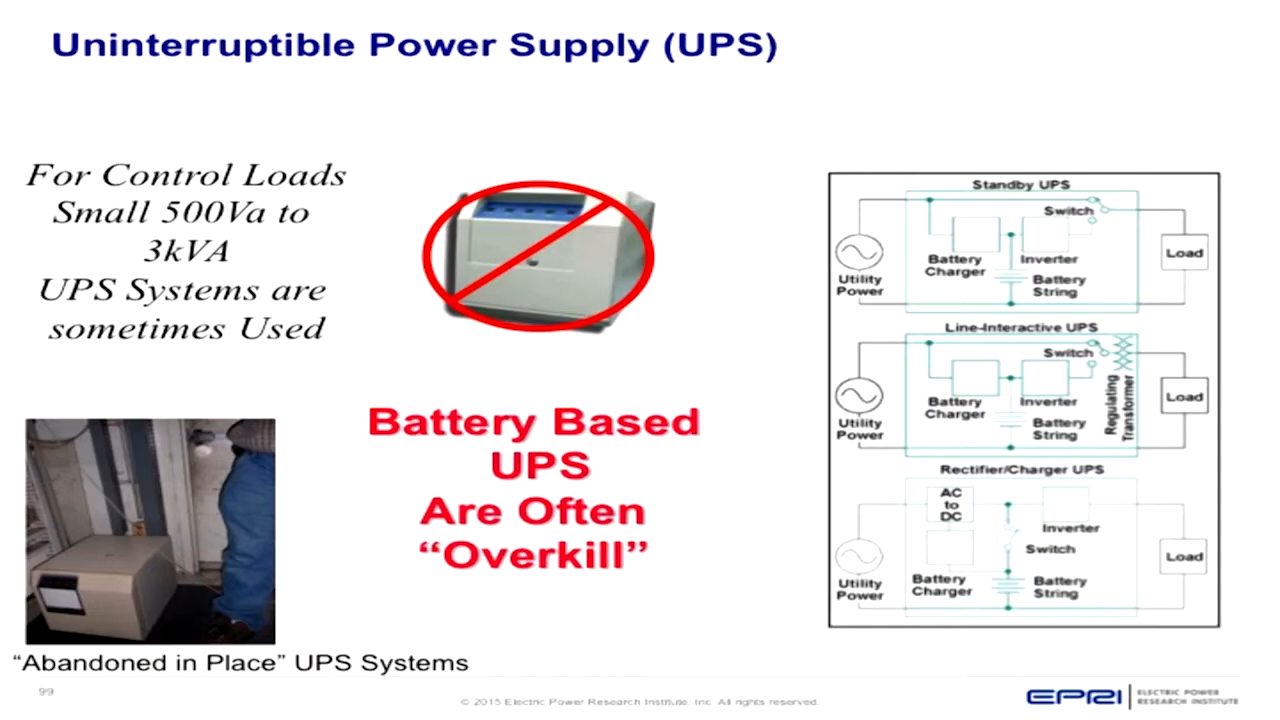 Uninterruptible Power Supply (UPS)
For Control Loads
Small 500Va to
3kVA
UPS Systems are
sometimes Used
Battery Based
UPS
Are Often
“Overkill”
“Abandoned in Place” UPS Systems
Standby UPS
Switch
Battery
Charger
Inverter
Battery
String
Utility
Power
Load
Line-Interactive UPS
Switch
Battery
Charger
Inverter
Battery
String
Regulating
Transformer
Utility
Power
Load
Rectifier/Charger UPS
AC
to
DC
Inverter
Switch
Battery
Charger
Battery
String
Utility
Power
Load
99
© 2015 Electric Power Research Institute, Inc. All rights reserved.
EPRI
ELECTRIC POWER
RESEARCH INSTITUTE